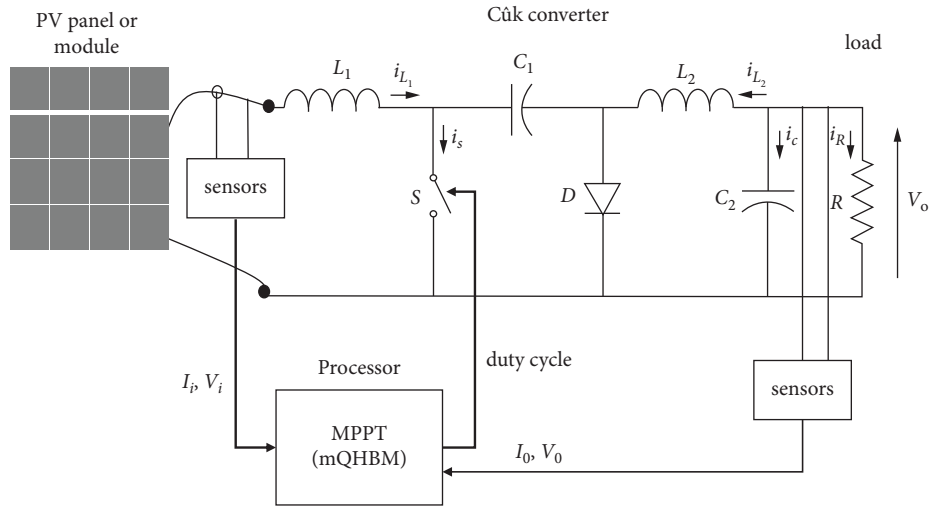 Cûk converter
PV panel or
module
load
L1
iL1
C1
L2
iL2
is
ic
iR
sensors
S
D
C2
R
Vo
Ii, Vi
Processor
duty cycle
sensors
MPPT
(mQHBM)
I0, V0